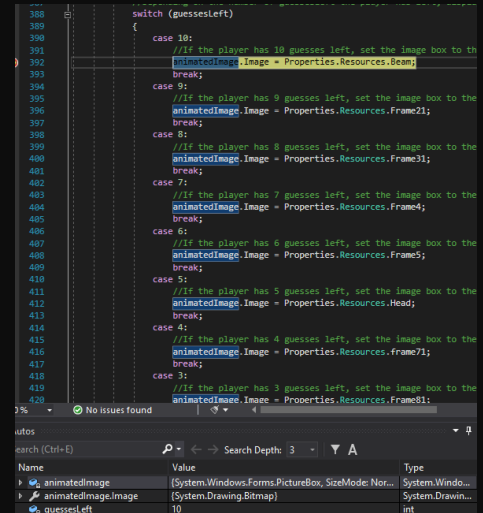 388 switch (guessesLeft)
389 {
390 case 10:
391 //If the player has 10 guesses left, set the image box to th
392 animatedImage.Image = Properties.Resources.Beam;
393 break;
394 case 9:
395 //If the player has 9 guesses left, set the image box to the
396 animatedImage.Image = Properties.Resources.Frame21;
397 break;
398 case 8:
399 //If the player has 8 guesses left, set the image box to the
400 animatedImage.Image = Properties.Resources.Frame31;
401 break;
402 case 7:
403 //If the player has 7 guesses left, set the image box to the
404 animatedImage.Image = Properties.Resources.Frame4;
405 break;
406 case 6:
407 //If the player has 6 guesses left, set the image box to the
408 animatedImage.Image = Properties.Resources.Frame5;
409 break;
410 case 5:
411 //If the player has 5 guesses left, set the image box to the
412 animatedImage.Image = Properties.Resources.Head;
413 break;
414 case 4:
415 //If the player has 4 guesses left, set the image box to the
416 animatedImage.Image = Properties.Resources.frame71;
417 break;
418 case 3:
419 //If the player has 3 guesses left, set the image box to the
420 animatedImage.Image = Properties.Resources.Frame81;
% No issues found
utos
earch (Ctrl+E) Search Depth: 3
Name Value Type
animatedImage {System.Windows.Forms.PictureBox, SizeMode: Nor... System.Windo...
animatedImage.Image {System.Drawing.Bitmap} System.Drawin...
guessesLeft 10 int